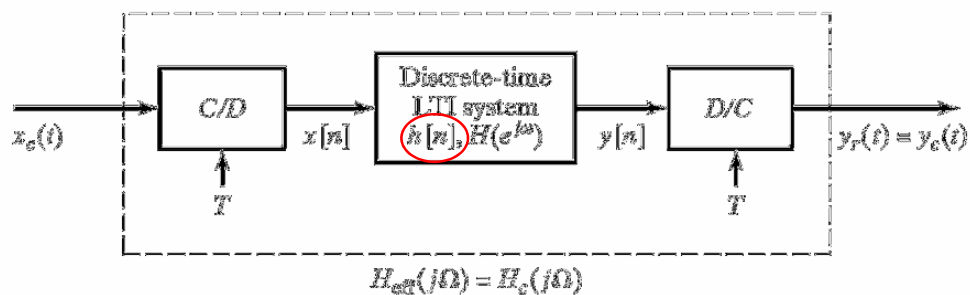 C/D
Discrete-time
LTI system
h[n], H(e^{jω})
D/C
x_c(t)
x[n]
y[n]
y_r(t) = y_c(t)
T
T
H_eff(jΩ) = H_c(jΩ)